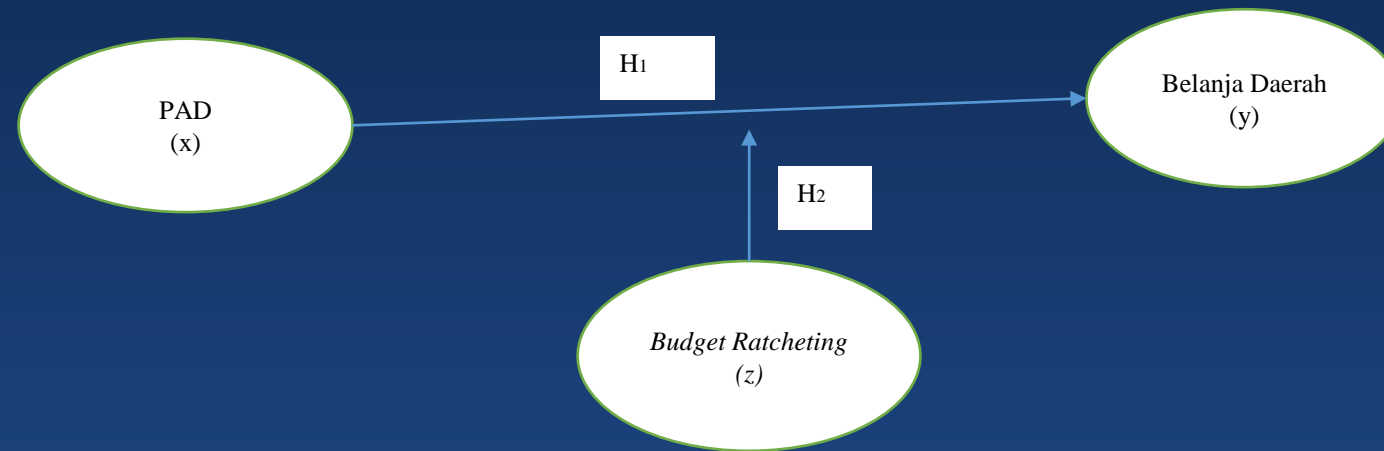 PAD
(x)
H1
Belanja Daerah
(y)
H2
Budget Ratcheting
(z)